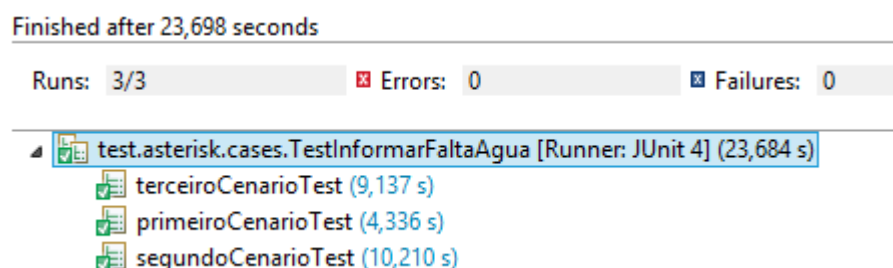 Finished after 23,698 seconds
Runs: 3/3 Errors: 0 Failures: 0
test.asterisk.cases.TestInformarFaltaAgua [Runner: JUnit 4] (23,684 s)
terceiroCenarioTest (9,137 s)
primeiroCenarioTest (4,336 s)
segundoCenarioTest (10,210 s)